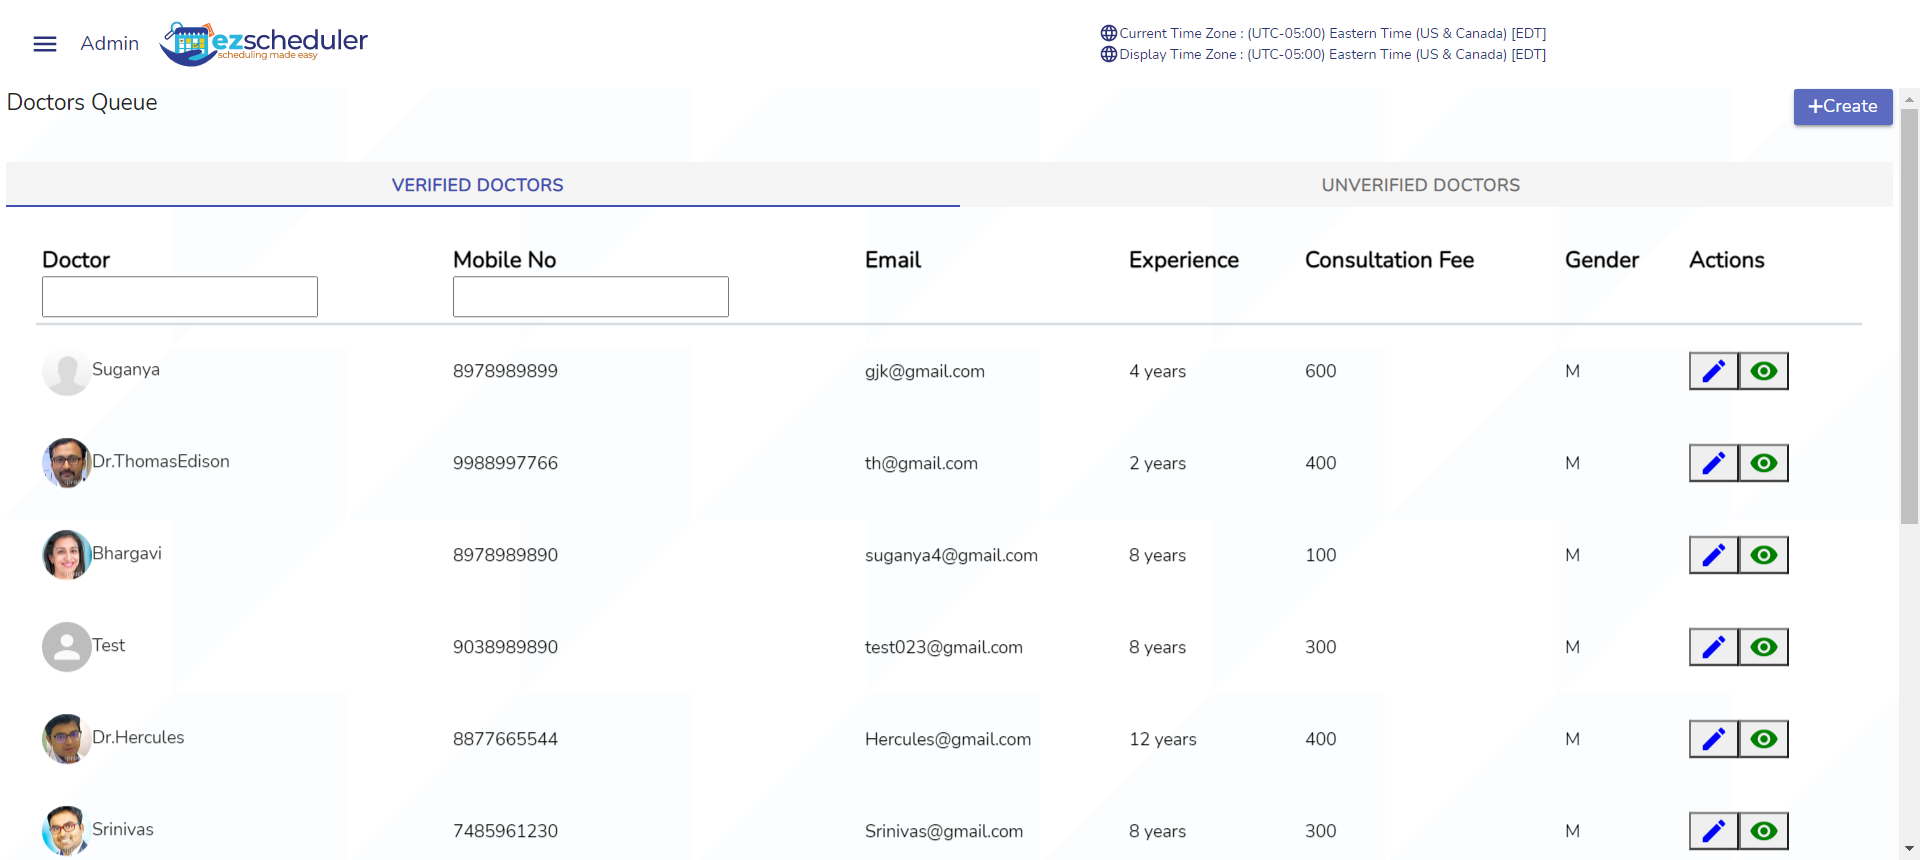 Admin
ezscheduler
scheduling made easy
Current Time Zone : (UTC-05:00) Eastern Time (US & Canada) [EDT]
Display Time Zone : (UTC-05:00) Eastern Time (US & Canada) [EDT]
Doctors Queue
+Create
VERIFIED DOCTORS UNVERIFIED DOCTORS
Doctor Mobile No Email Experience Consultation Fee Gender Actions
Suganya 8978989899 gjk@gmail.com 4 years 600 M
Dr.ThomasEdison 9988997766 th@gmail.com 2 years 400 M
Bhargavi 8978989890 suganya4@gmail.com 8 years 100 M
Test 9038989890 test023@gmail.com 8 years 300 M
Dr.Hercules 8877665544 Hercules@gmail.com 12 years 400 M
Srinivas 7485961230 Srinivas@gmail.com 8 years 300 M